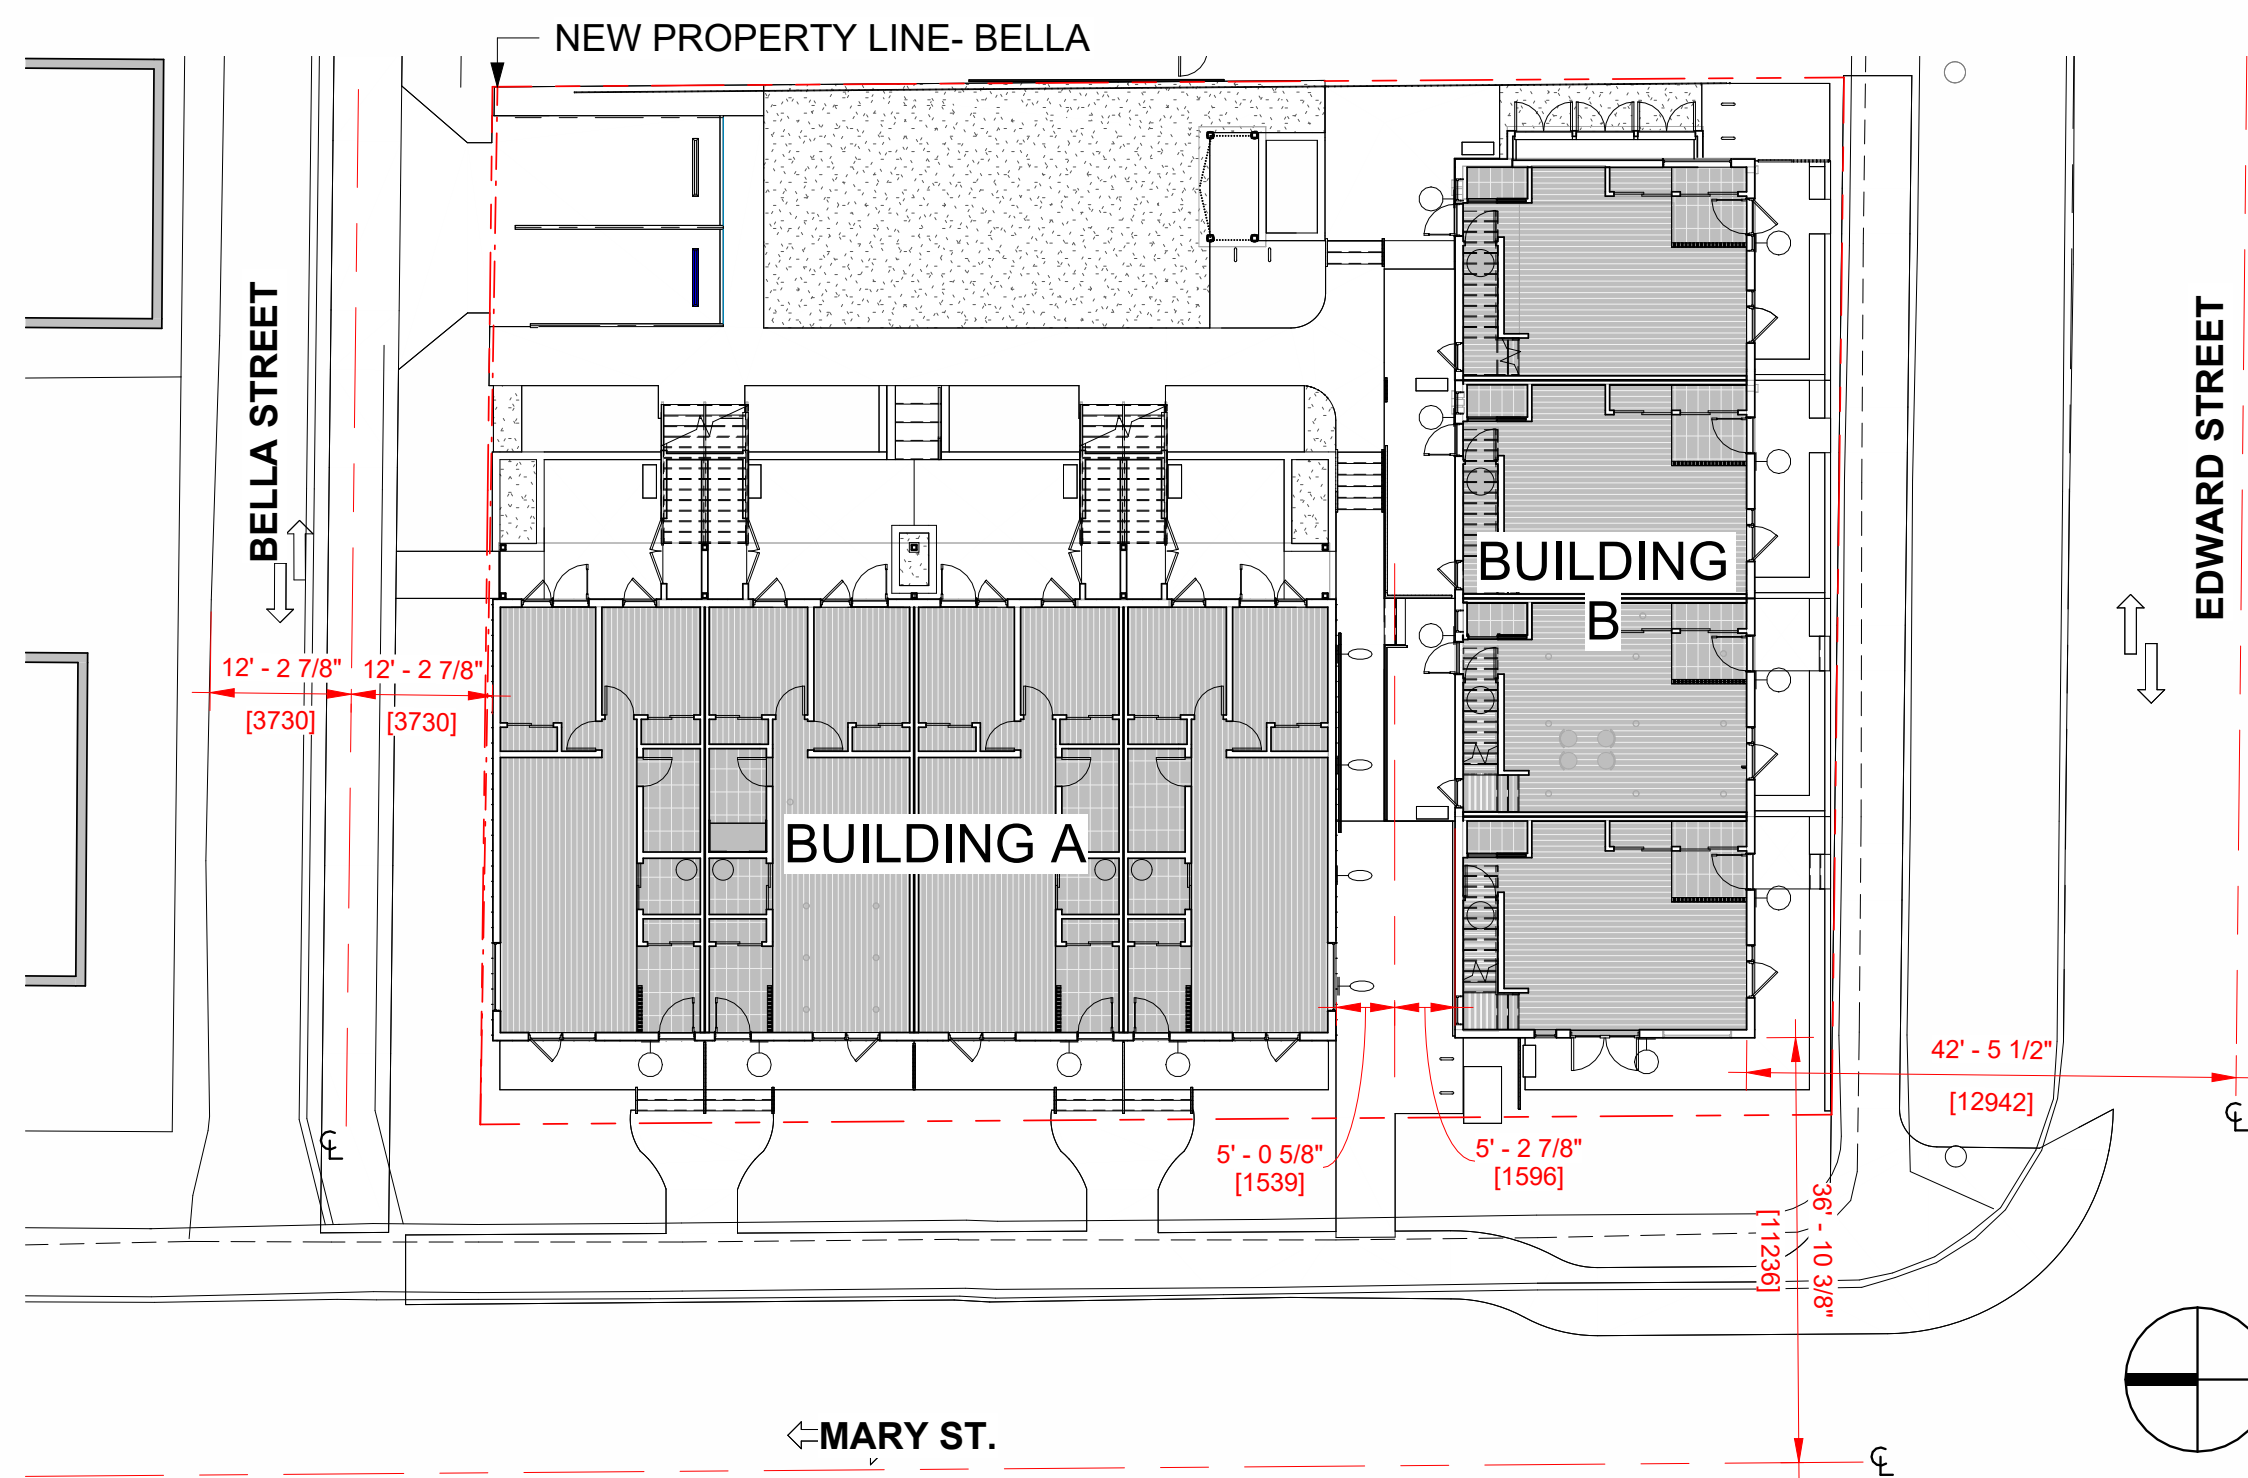 NEW PROPERTY LINE- BELLA
BELLA STREET
EDWARD STREET
BUILDING
B
12' - 2 7/8"
[3730]
12' - 2 7/8"
[3730]
BUILDING A
42' - 5 1/2"
[12942]
5' - 0 5/8"
[1539]
5' - 2 7/8"
[1596]
36' - 10 3/8"
[11236]
MARY ST.